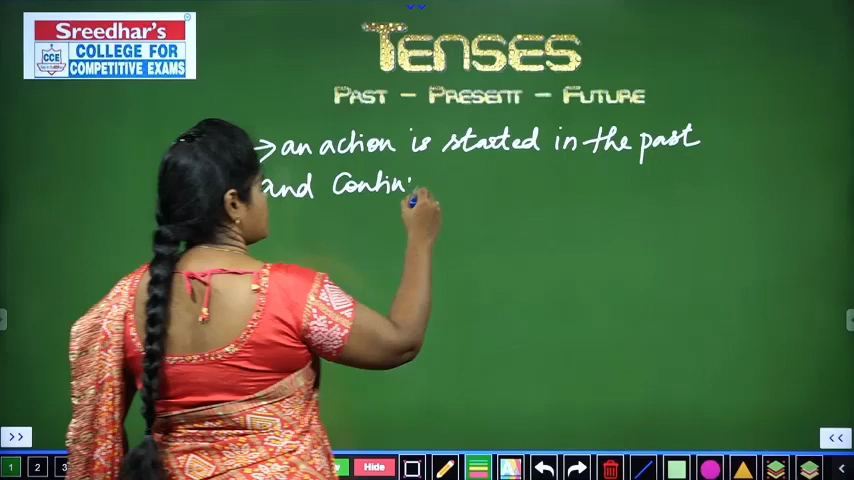 Sreedhar's
CCE
COLLEGE FOR
COMPETITIVE EXAMS
TENSES
PAST - PRESENT - FUTURE
→ an action is started in the past
and Contin
>>
<<
1 2 3
Hide